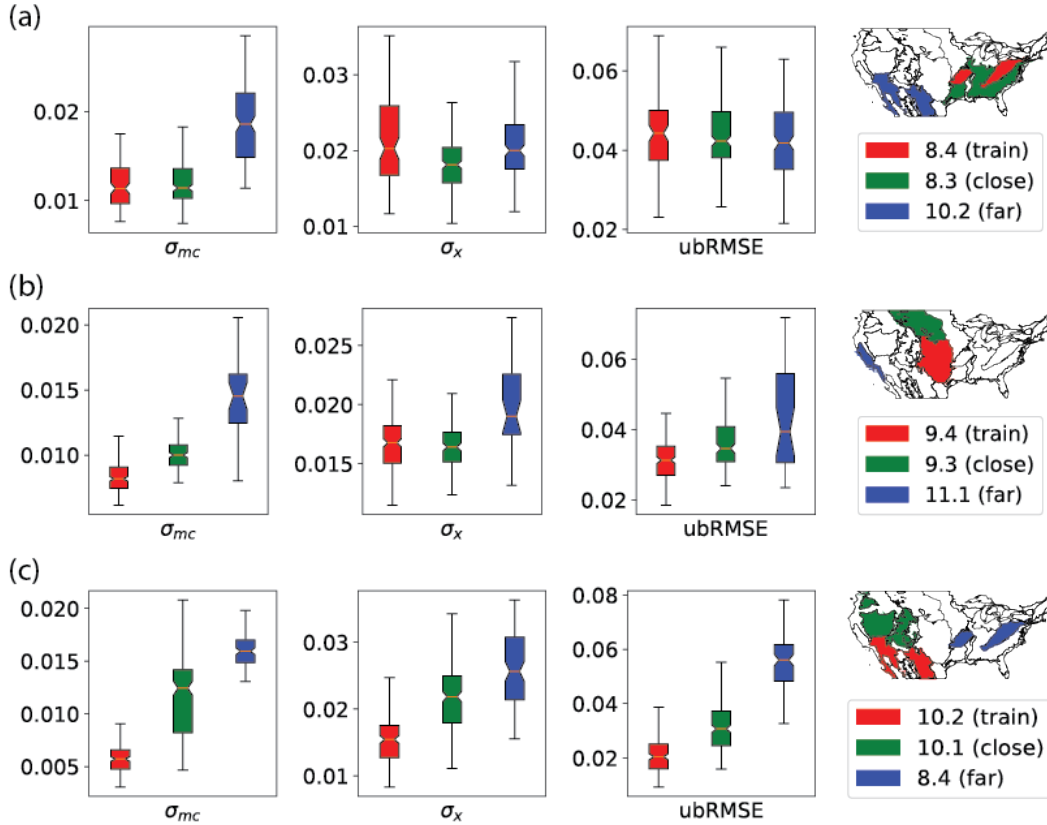 (a)
0.02
0.01
σmc
0.03
0.02
0.01
σx
0.06
0.04
0.02
ubRMSE
8.4 (train)
8.3 (close)
10.2 (far)
(b)
0.020
0.015
0.010
σmc
0.025
0.020
0.015
σx
0.06
0.04
0.02
ubRMSE
9.4 (train)
9.3 (close)
11.1 (far)
(c)
0.020
0.015
0.010
0.005
σmc
0.03
0.02
0.01
σx
0.08
0.06
0.04
0.02
ubRMSE
10.2 (train)
10.1 (close)
8.4 (far)